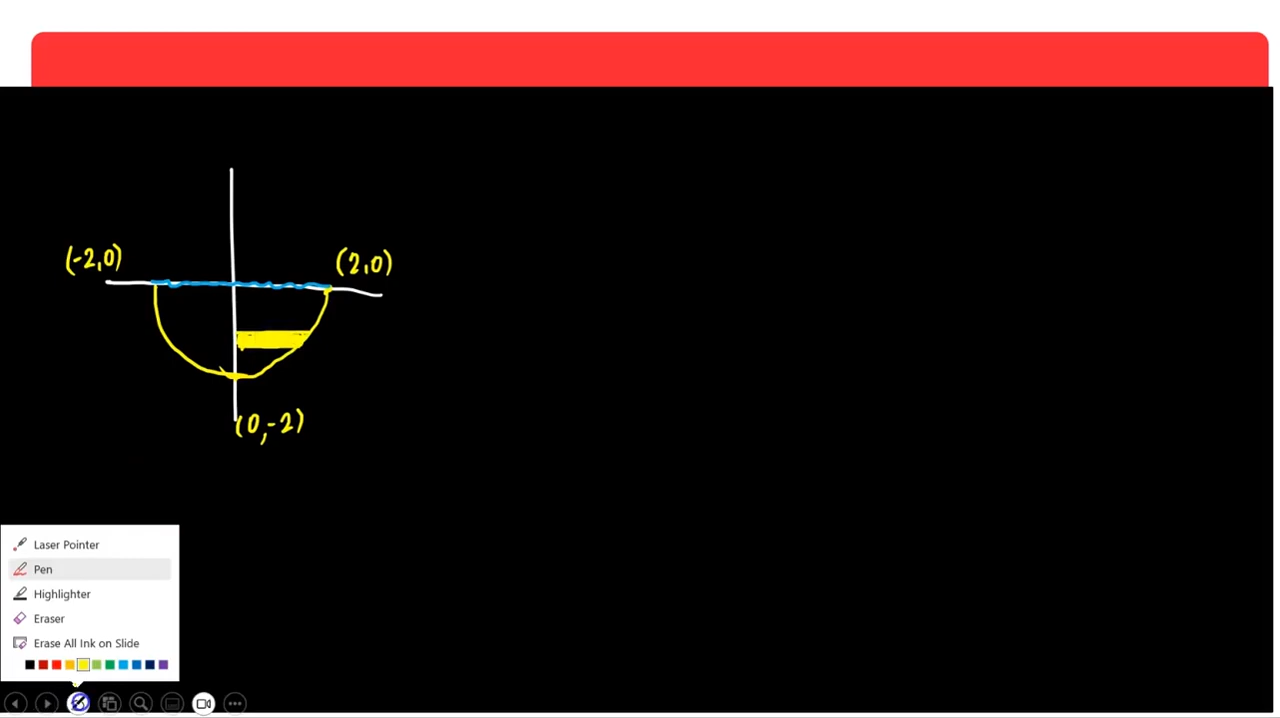 (-2,0)
(2,0)
(0,-2)
Laser Pointer
Pen
Highlighter
Eraser
Erase All Ink on Slide